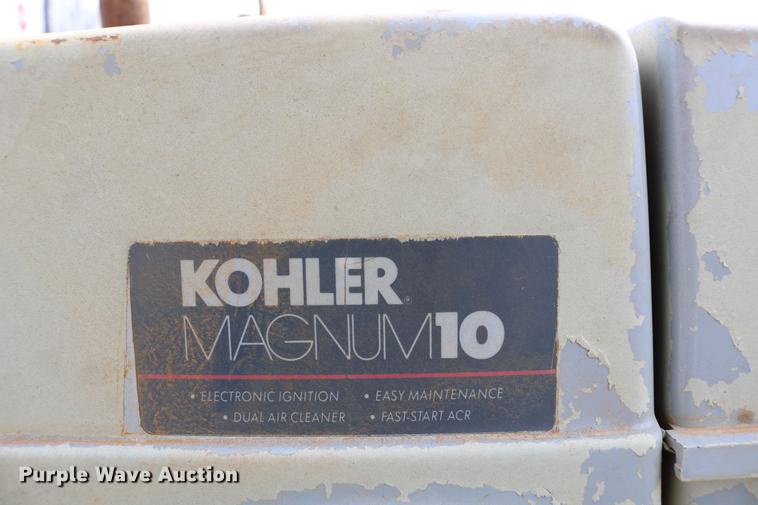 KOHLER®
MAGNUM10
• ELECTRONIC IGNITION • EASY MAINTENANCE
• DUAL AIR CLEANER • FAST-START ACR
Purple Wave Auction